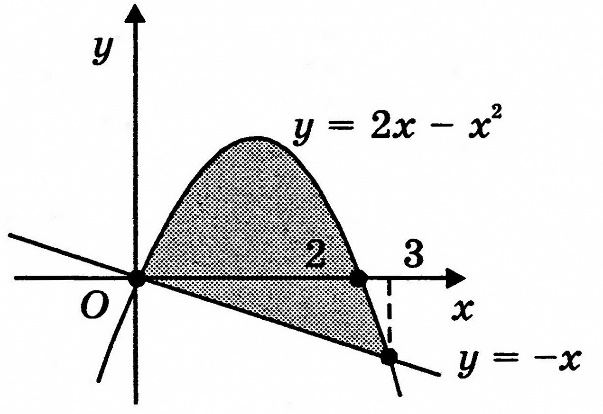 y
y = 2x − x²
2
3
O
x
y = −x